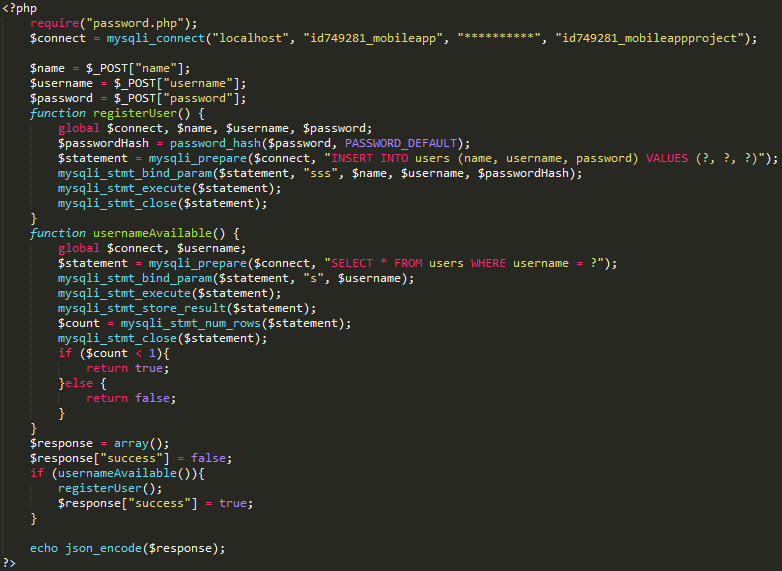 <?php
    require("password.php");
    $connect = mysqli_connect("localhost", "id749281_mobileapp", "**********", "id749281_mobileappproject");

    $name = $_POST["name"];
    $username = $_POST["username"];
    $password = $_POST["password"];
    function registerUser() {
        global $connect, $name, $username, $password;
        $passwordHash = password_hash($password, PASSWORD_DEFAULT);
        $statement = mysqli_prepare($connect, "INSERT INTO users (name, username, password) VALUES (?, ?, ?)");
        mysqli_stmt_bind_param($statement, "sss", $name, $username, $passwordHash);
        mysqli_stmt_execute($statement);
        mysqli_stmt_close($statement);
    }
    function usernameAvailable() {
        global $connect, $username;
        $statement = mysqli_prepare($connect, "SELECT * FROM users WHERE username = ?");
        mysqli_stmt_bind_param($statement, "s", $username);
        mysqli_stmt_execute($statement);
        mysqli_stmt_store_result($statement);
        $count = mysqli_stmt_num_rows($statement);
        mysqli_stmt_close($statement);
        if ($count < 1){
            return true;
        }else {
            return false;
        }
    }
    $response = array();
    $response["success"] = false;
    if (usernameAvailable()){
        registerUser();
        $response["success"] = true;
    }

    echo json_encode($response);
?>